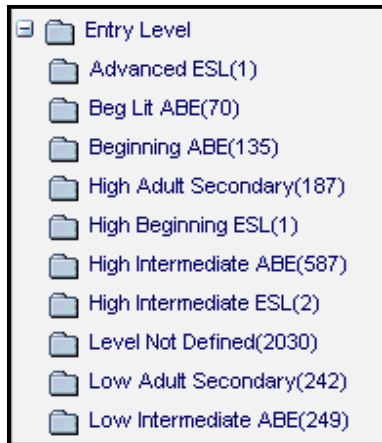 Entry Level
Advanced ESL(1)
Beg Lit ABE(70)
Beginning ABE(135)
High Adult Secondary(187)
High Beginning ESL(1)
High Intermediate ABE(587)
High Intermediate ESL(2)
Level Not Defined(2030)
Low Adult Secondary(242)
Low Intermediate ABE(249)